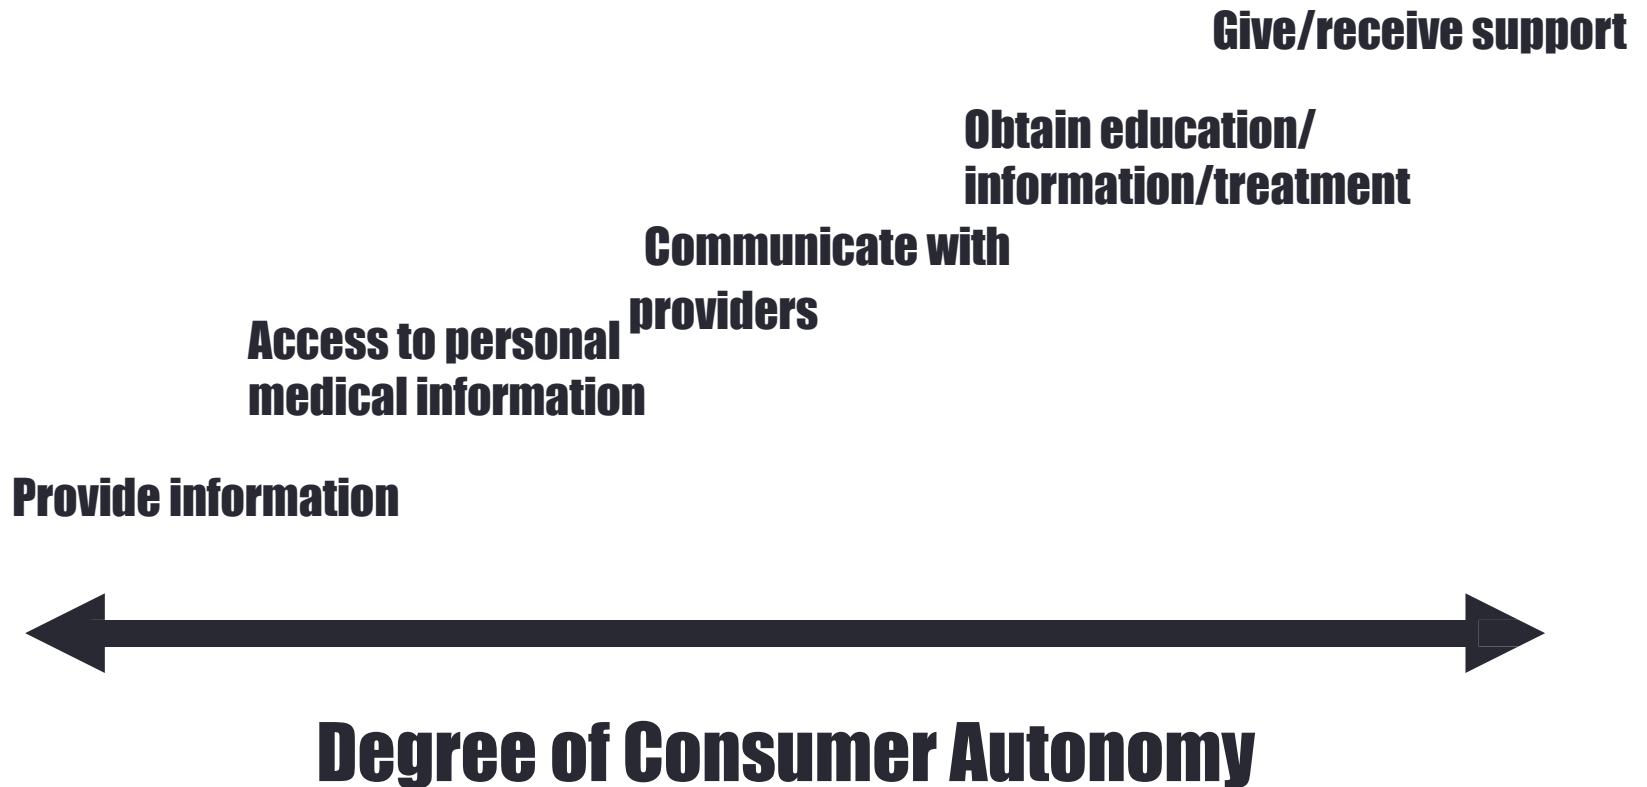 Give/receive support
Obtain education/
information/treatment
Communicate with
providers
Access to personal
medical information
Provide information
Degree of Consumer Autonomy